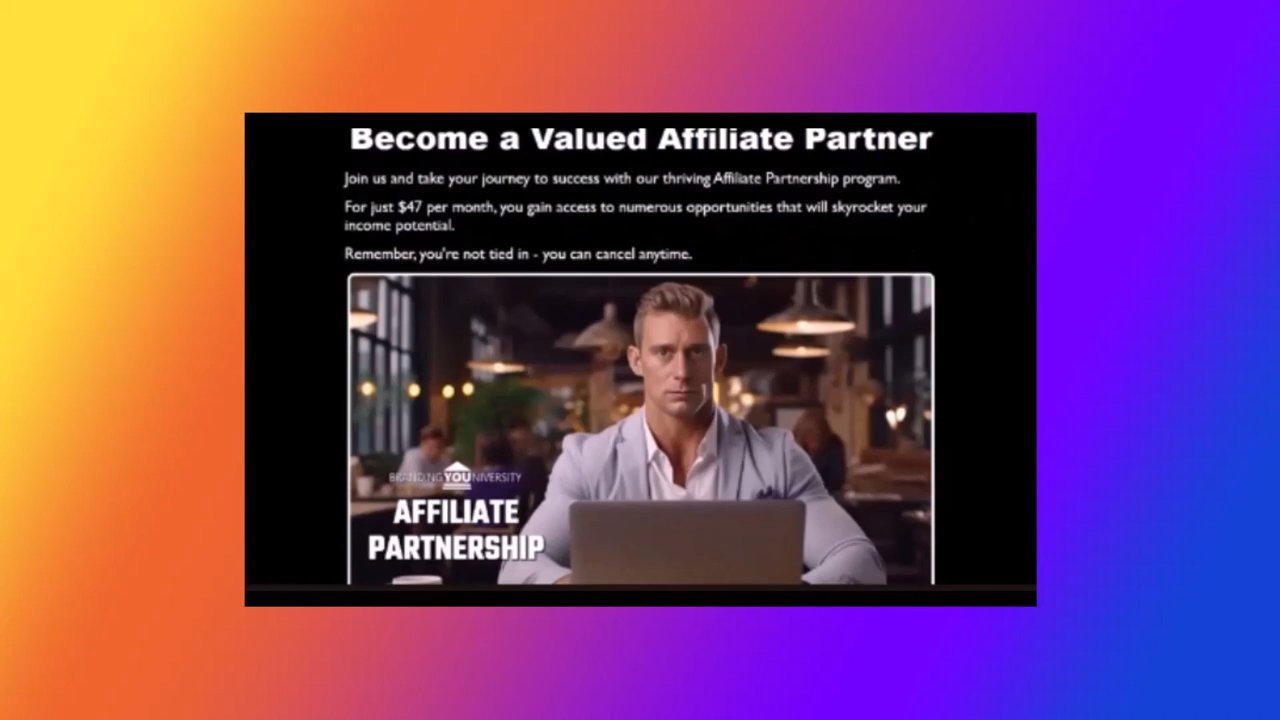 Become a Valued Affiliate Partner
Join us and take your journey to success with our thriving Affiliate Partnership program.
For just $47 per month, you gain access to numerous opportunities that will skyrocket your
income potential.
Remember, you're not tied in - you can cancel anytime.
BRANDINGYOUNIVERSITY
AFFILIATE
PARTNERSHIP